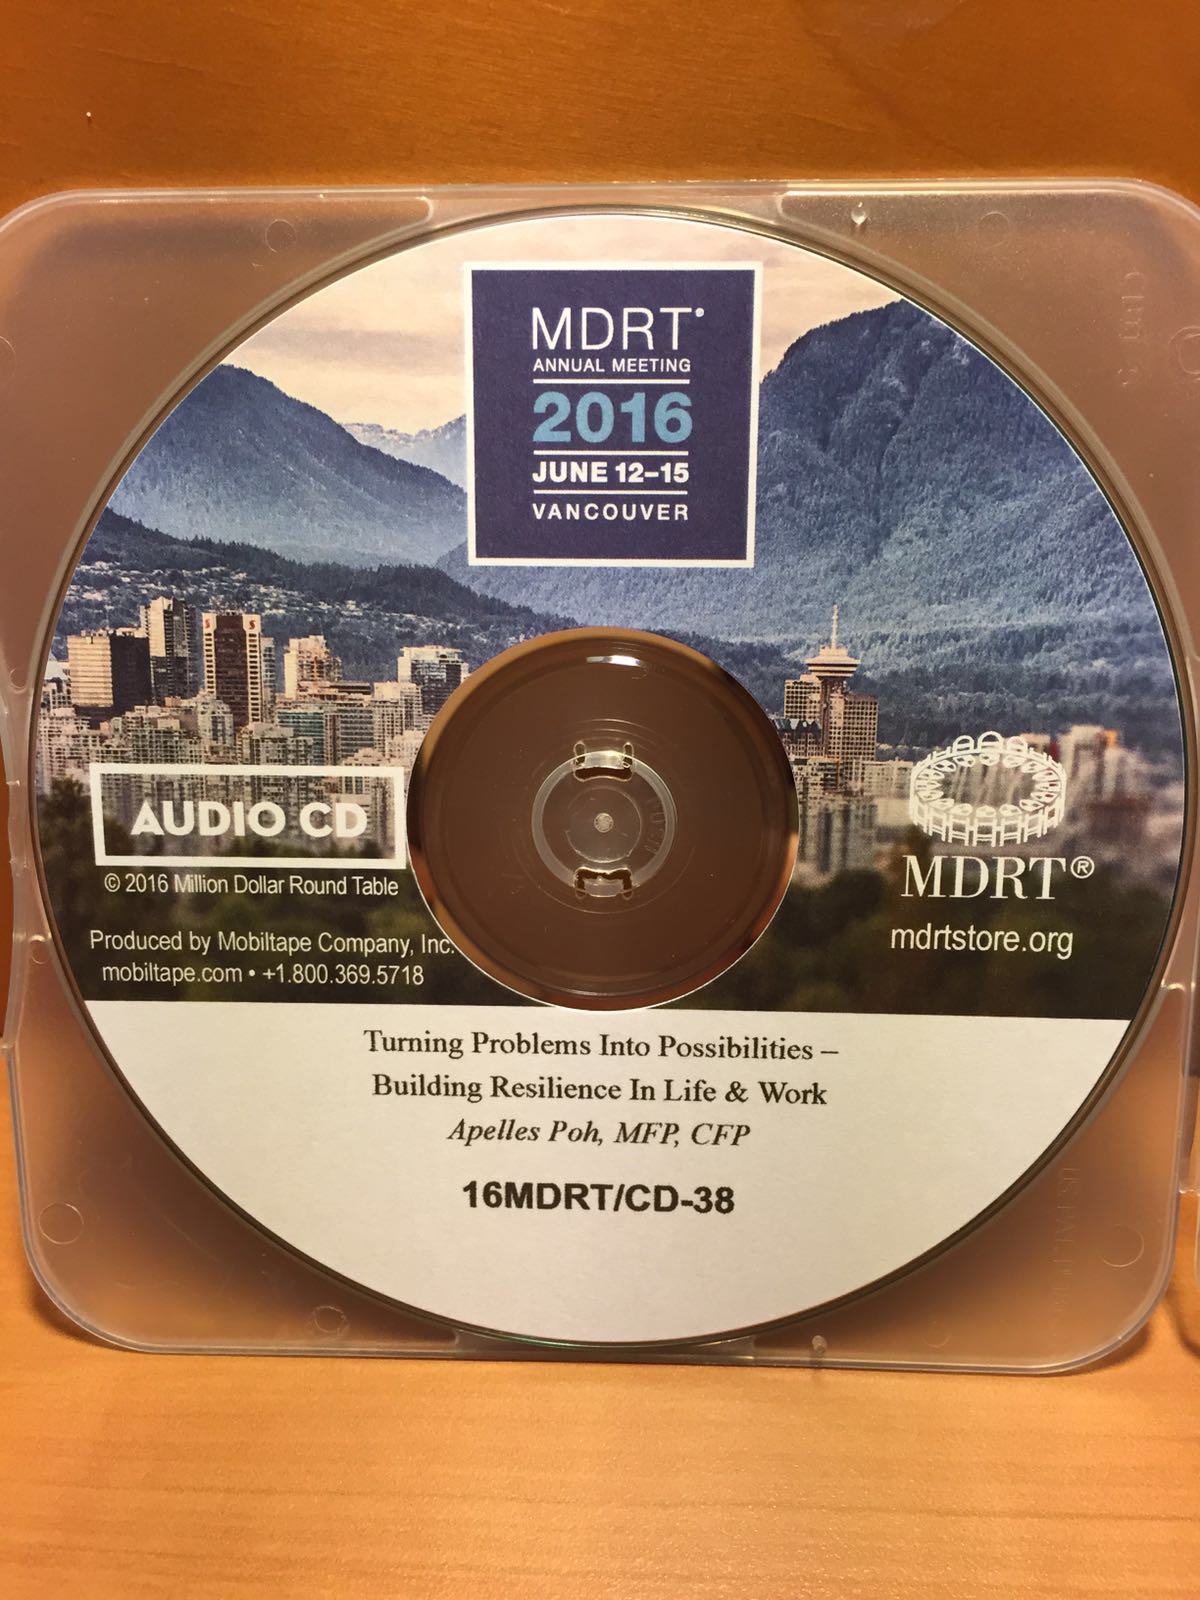 MDRT®
ANNUAL MEETING
2016
JUNE 12–15
VANCOUVER
AUDIO CD
© 2016 Million Dollar Round Table
Produced by Mobiltape Company, Inc.
mobiltape.com • +1.800.369.5718
MDRT®
mdrtstore.org
Turning Problems Into Possibilities –
Building Resilience In Life & Work
Apelles Poh, MFP, CFP
16MDRT/CD-38